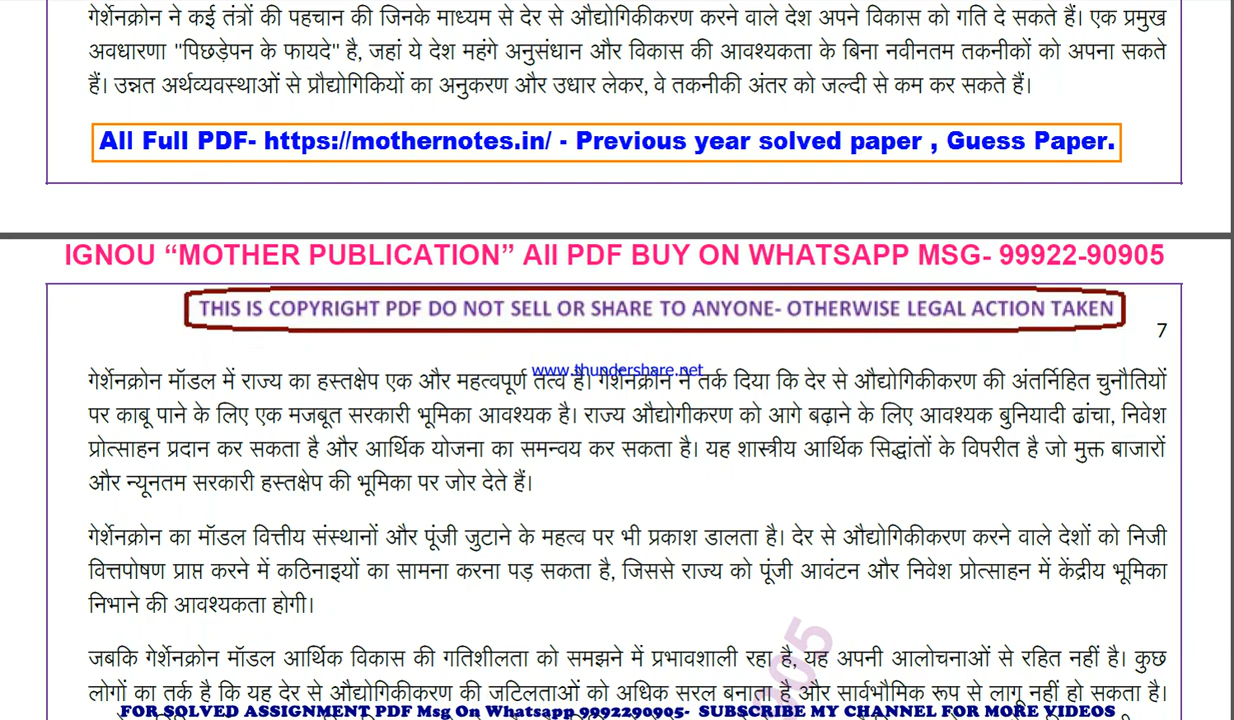 गेर्शेनक्रोन ने कई तंत्रों की पहचान की जिनके माध्यम से देर से औद्योगिकीकरण करने वाले देश अपने विकास को गति दे सकते हैं। एक प्रमुख
अवधारणा "पिछड़ेपन के फायदे" है, जहां ये देश महंगे अनुसंधान और विकास की आवश्यकता के बिना नवीनतम तकनीकों को अपना सकते
हैं। उन्नत अर्थव्यवस्थाओं से प्रौद्योगिकियों का अनुकरण और उधार लेकर, वे तकनीकी अंतर को जल्दी से कम कर सकते हैं।
All Full PDF- https://mothernotes.in/ - Previous year solved paper , Guess Paper.
IGNOU “MOTHER PUBLICATION” All PDF BUY ON WHATSAPP MSG- 99922-90905
THIS IS COPYRIGHT PDF DO NOT SELL OR SHARE TO ANYONE- OTHERWISE LEGAL ACTION TAKEN
7
www.thundershare.net
गेर्शेनक्रोन मॉडल में राज्य का हस्तक्षेप एक और महत्वपूर्ण तत्व है। गेर्शेनक्रोन ने तर्क दिया कि देर से औद्योगिकीकरण की अंतर्निहित चुनौतियों
पर काबू पाने के लिए एक मजबूत सरकारी भूमिका आवश्यक है। राज्य औद्योगीकरण को आगे बढ़ाने के लिए आवश्यक बुनियादी ढांचा, निवेश
प्रोत्साहन प्रदान कर सकता है और आर्थिक योजना का समन्वय कर सकता है। यह शास्त्रीय आर्थिक सिद्धांतों के विपरीत है जो मुक्त बाजारों
और न्यूनतम सरकारी हस्तक्षेप की भूमिका पर जोर देते हैं।
गेर्शेनक्रोन का मॉडल वित्तीय संस्थानों और पूंजी जुटाने के महत्व पर भी प्रकाश डालता है। देर से औद्योगिकीकरण करने वाले देशों को निजी
वित्तपोषण प्राप्त करने में कठिनाइयों का सामना करना पड़ सकता है, जिससे राज्य को पूंजी आवंटन और निवेश प्रोत्साहन में केंद्रीय भूमिका
निभाने की आवश्यकता होगी।
जबकि गेर्शेनक्रोन मॉडल आर्थिक विकास की गतिशीलता को समझने में प्रभावशाली रहा है, यह अपनी आलोचनाओं से रहित नहीं है। कुछ
लोगों का तर्क है कि यह देर से औद्योगिकीकरण की जटिलताओं को अधिक सरल बनाता है और सार्वभौमिक रूप से लागू नहीं हो सकता है।
FOR SOLVED ASSIGNMENT PDF Msg On Whatsapp 9992290905- SUBSCRIBE MY CHANNEL FOR MORE VIDEOS